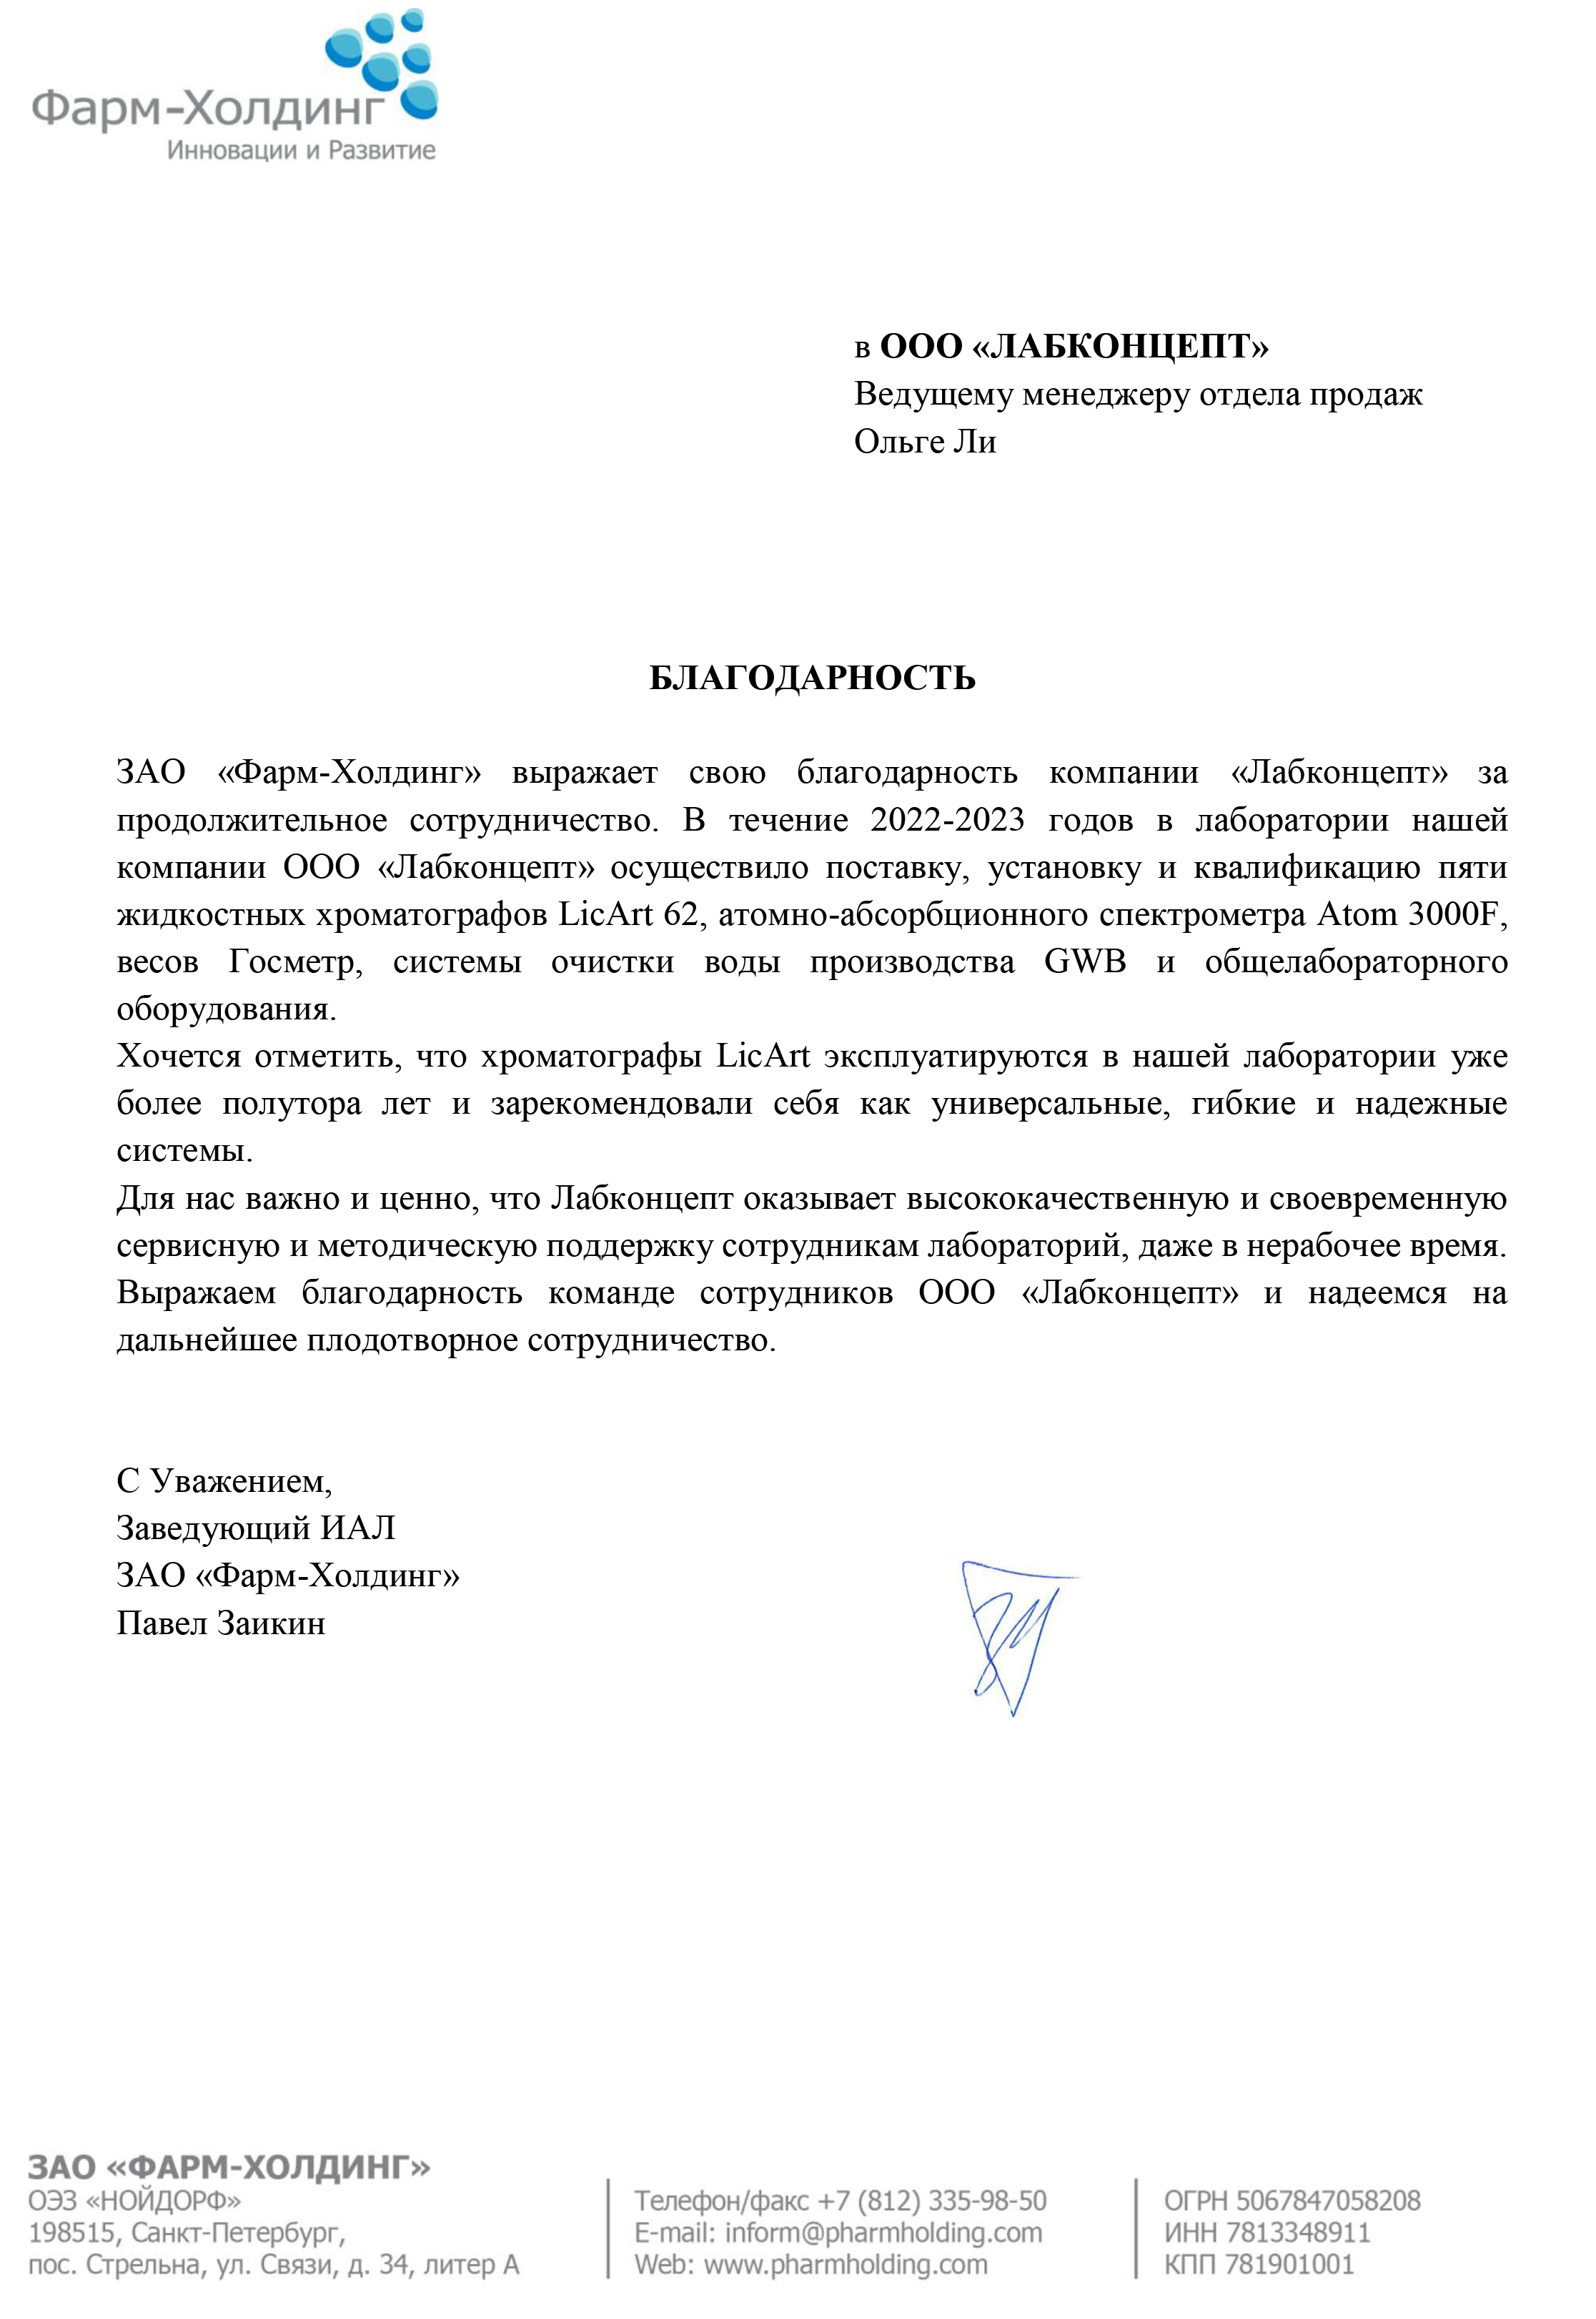 Фарм-Холдинг
Инновации и Развитие
в ООО «ЛАБКОНЦЕПТ»
Ведущему менеджеру отдела продаж
Ольге Ли
БЛАГОДАРНОСТЬ
ЗАО «Фарм-Холдинг» выражает свою благодарность компании «Лабконцепт» за
продолжительное сотрудничество. В течение 2022-2023 годов в лаборатории нашей
компании ООО «Лабконцепт» осуществило поставку, установку и квалификацию пяти
жидкостных хроматографов LicArt 62, атомно-абсорбционного спектрометра Atom 3000F,
весов Госметр, системы очистки воды производства GWB и общелабораторного
оборудования.
Хочется отметить, что хроматографы LicArt эксплуатируются в нашей лаборатории уже
более полутора лет и зарекомендовали себя как универсальные, гибкие и надежные
системы.
Для нас важно и ценно, что Лабконцепт оказывает высококачественную и своевременную
сервисную и методическую поддержку сотрудникам лабораторий, даже в нерабочее время.
Выражаем благодарность команде сотрудников ООО «Лабконцепт» и надеемся на
дальнейшее плодотворное сотрудничество.
С Уважением,
Заведующий ИАЛ
ЗАО «Фарм-Холдинг»
Павел Заикин
ЗАО «ФАРМ-ХОЛДИНГ»
ОЭЗ «НОЙДОРФ»
198515, Санкт-Петербург,
пос. Стрельна, ул. Связи, д. 34, литер А
Телефон/факс +7 (812) 335-98-50
E-mail: inform@pharmholding.com
Web: www.pharmholding.com
ОГРН 5067847058208
ИНН 7813348911
КПП 781901001